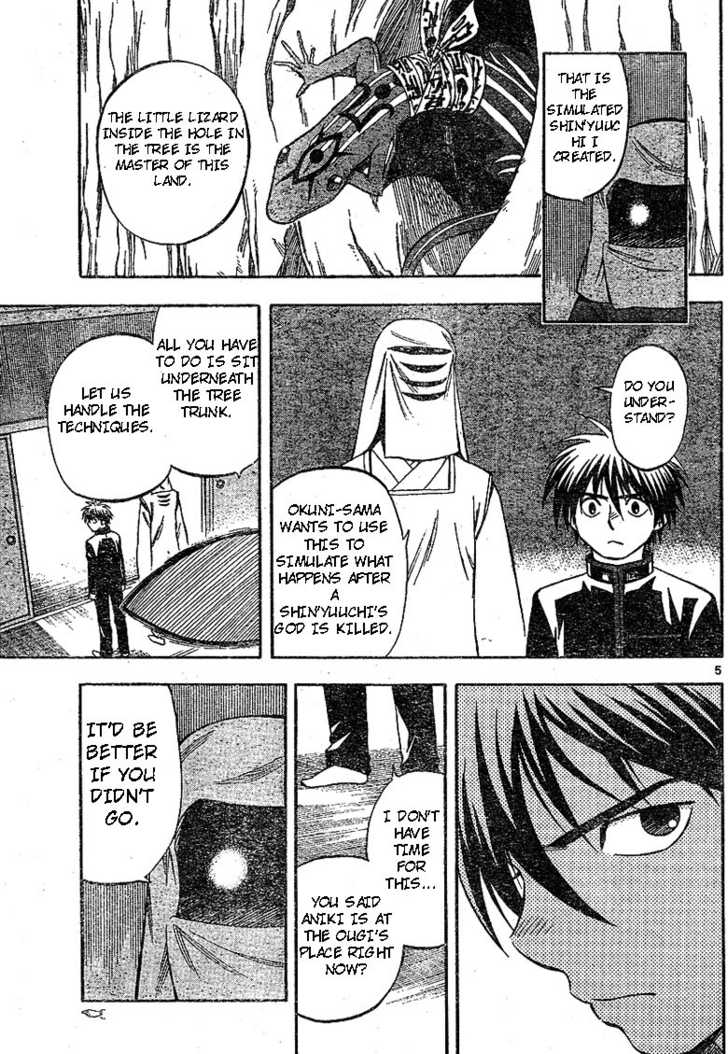 THAT IS
THE
SIMULATED
SHIN'YUUC
HI I
CREATED.
THE LITTLE LIZARD
INSIDE THE HOLE IN
THE TREE IS THE
MASTER OF THIS
LAND.
DO YOU
UNDER-
STAND?
OKUNI-SAMA
WANTS TO USE
THIS TO
SIMULATE WHAT
HAPPENS AFTER
A
SHIN'YUUCHI'S
GOD IS KILLED.
ALL YOU HAVE
TO DO IS SIT
UNDERNEATH
THE TREE
TRUNK.
LET US
HANDLE THE
TECHNIQUES.
5
I DON'T
HAVE
TIME
FOR
THIS...
YOU SAID
ANIKI IS AT
THE OUGI'S
PLACE RIGHT
NOW?
IT'D BE
BETTER
IF YOU
DIDN'T
GO.